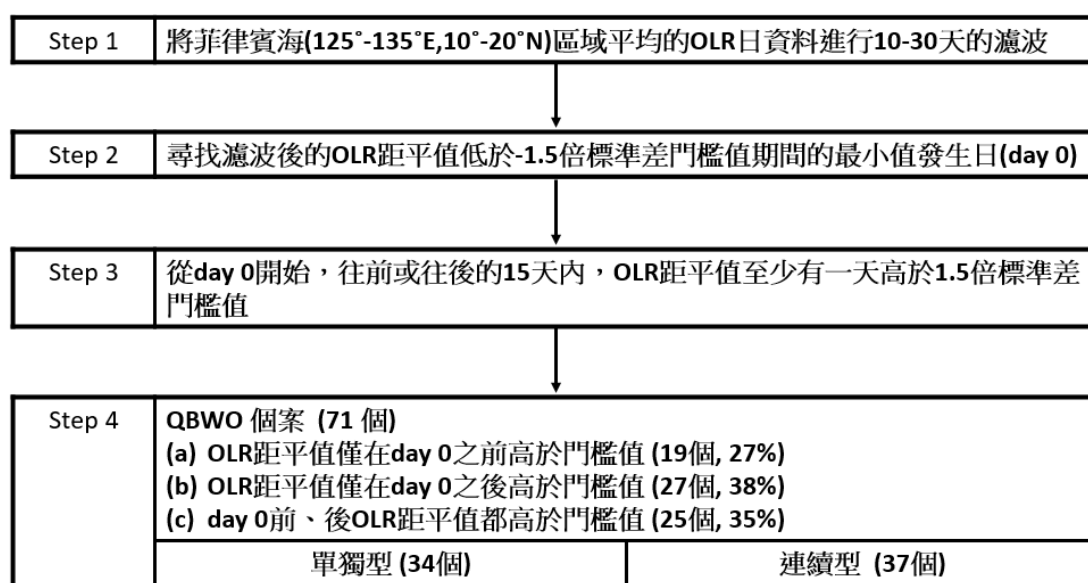 Step 1
將菲律賓海(125°-135°E,10°-20°N)區域平均的OLR日資料進行10-30天的濾波
Step 2
尋找濾波後的OLR距平值低於-1.5倍標準差門檻值期間的最小值發生日(day 0)
Step 3
從day 0開始，往前或往後的15天內，OLR距平值至少有一天高於1.5倍標準差
門檻值
Step 4
QBWO 個案 (71 個)
(a) OLR距平值僅在day 0之前高於門檻值 (19個, 27%)
(b) OLR距平值僅在day 0之後高於門檻值 (27個, 38%)
(c) day 0前、後OLR距平值都高於門檻值 (25個, 35%)
單獨型 (34個)
連續型 (37個)